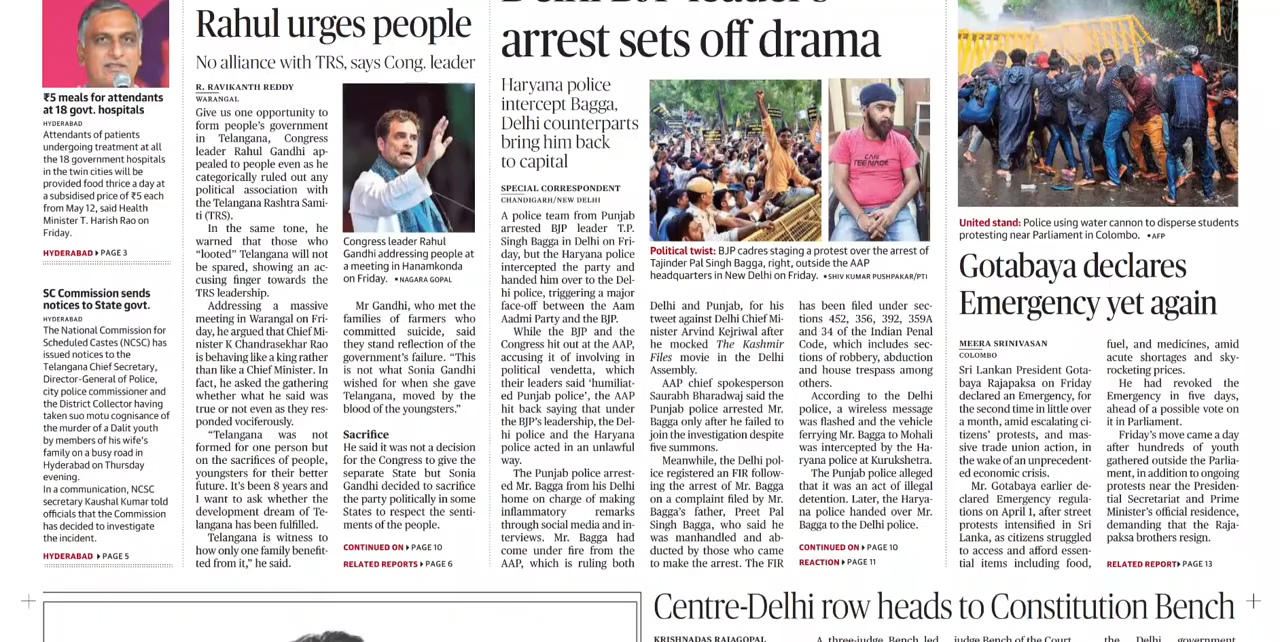 ₹5 meals for attendants
at 18 govt. hospitals
HYDERABAD
Attendants of patients
undergoing treatment at all
the 18 government hospitals
in the twin cities will be
provided food thrice a day at
a subsidised price of ₹5 each
from May 12, said Health
Minister T. Harish Rao on
Friday.
HYDERABAD PAGE 3
SC Commission sends
notices to State govt.
HYDERABAD
The National Commission for
Scheduled Castes (NCSC) has
issued notices to the
Telangana Chief Secretary,
Director-General of Police,
city police commissioner and
the District Collector having
taken suo motu cognisance of
the murder of a Dalit youth
by members of his wife's
family on a busy road in
Hyderabad on Thursday
evening.
In a communication, NCSC
secretary Kaushal Kumar told
officials that the Commission
has decided to investigate
the incident.
HYDERABAD PAGE 5
Rahul urges people
No alliance with TRS, says Cong. leader
R. RAVIKANTH REDDY
WARANGAL
Give us one opportunity to
form people's government
in Telangana, Congress
leader Rahul Gandhi ap-
pealed to people even as he
categorically ruled out any
political association with
the Telangana Rashtra Sami-
ti (TRS).
In the same tone, he
warned that those who
“looted” Telangana will not
be spared, showing an ac-
cusing finger towards the
TRS leadership.
Addressing a massive
meeting in Warangal on Fri-
day, he argued that Chief Mi-
nister K Chandrasekhar Rao
is behaving like a king rather
than like a Chief Minister. In
fact, he asked the gathering
whether what he said was
true or not even as they res-
ponded vociferously.
“Telangana was not
formed for one person but
on the sacrifices of people,
youngsters for their better
future. It's been 8 years and
I want to ask whether the
development dream of Te-
langana has been fulfilled.
Telangana is witness to
how only one family benefit-
ted from it,” he said.
Congress leader Rahul
Gandhi addressing people at
a meeting in Hanamkonda
on Friday. • NAGARA GOPAL
Mr Gandhi, who met the
families of farmers who
committed suicide, said
they stand reflection of the
government's failure. “This
is not what Sonia Gandhi
wished for when she gave
Telangana, moved by the
blood of the youngsters.”
Sacrifice
He said it was not a decision
for the Congress to give the
separate State but Sonia
Gandhi decided to sacrifice
the party politically in some
States to respect the senti-
ments of the people.
CONTINUED ON PAGE 10
RELATED REPORTS PAGE 6
Delhi BJP leader's
arrest sets off drama
Haryana police
intercept Bagga,
Delhi counterparts
bring him back
to capital
SPECIAL CORRESPONDENT
CHANDIGARH/NEW DELHI
A police team from Punjab
arrested BJP leader T.P.
Singh Bagga in Delhi on Fri-
day, but the Haryana police
intercepted the party and
handed him over to the Del-
hi police, triggering a major
face-off between the Aam
Aadmi Party and the BJP.
While the BJP and the
Congress hit out at the AAP,
accusing it of involving in
political vendetta, which
their leaders said ‘humiliat-
ed Punjab police’, the AAP
hit back saying that under
the BJP's leadership, the Del-
hi police and the Haryana
police acted in an unlawful
way.
The Punjab police arrest-
ed Mr. Bagga from his Delhi
home on charge of making
inflammatory remarks
through social media and in-
terviews. Mr. Bagga had
come under fire from the
AAP, which is ruling both
Political twist: BJP cadres staging a protest over the arrest of
Tajinder Pal Singh Bagga, right, outside the AAP
headquarters in New Delhi on Friday. • SHIV KUMAR PUSHPAKAR/PTI
Delhi and Punjab, for his
tweet against Delhi Chief Mi-
nister Arvind Kejriwal after
he mocked The Kashmir
Files movie in the Delhi
Assembly.
AAP chief spokesperson
Saurabh Bharadwaj said the
Punjab police arrested Mr.
Bagga only after he failed to
join the investigation despite
five summons.
Meanwhile, the Delhi pol-
ice registered an FIR follow-
ing the arrest of Mr. Bagga
on a complaint filed by Mr.
Bagga's father, Preet Pal
Singh Bagga, who said he
was manhandled and ab-
ducted by those who came
to make the arrest. The FIR
has been filed under sec-
tions 452, 356, 392, 359A
and 34 of the Indian Penal
Code, which includes sec-
tions of robbery, abduction
and house trespass among
others.
According to the Delhi
police, a wireless message
was flashed and the vehicle
ferrying Mr. Bagga to Mohali
was intercepted by the Ha-
ryana police at Kurukshetra.
The Punjab police alleged
that it was an act of illegal
detention. Later, the Harya-
na police handed over Mr.
Bagga to the Delhi police.
CONTINUED ON PAGE 10
REACTION PAGE 11
United stand: Police using water cannon to disperse students
protesting near Parliament in Colombo. • AFP
Gotabaya declares
Emergency yet again
MEERA SRINIVASAN
COLOMBO
Sri Lankan President Gota-
baya Rajapaksa on Friday
declared an Emergency, for
the second time in little over
a month, amid escalating ci-
tizens' protests, and mas-
sive trade union action, in
the wake of an unprecedent-
ed economic crisis.
Mr. Gotabaya earlier de-
clared Emergency regula-
tions on April 1, after street
protests intensified in Sri
Lanka, as citizens struggled
to access and afford essen-
tial items including food,
fuel, and medicines, amid
acute shortages and sky-
rocketing prices.
He had revoked the
Emergency in five days,
ahead of a possible vote on
it in Parliament.
Friday's move came a day
after hundreds of youth
gathered outside the Parlia-
ment, in addition to ongoing
protests near the Presiden-
tial Secretariat and Prime
Minister's official residence,
demanding that the Raja-
paksa brothers resign.
RELATED REPORT PAGE 13
Centre-Delhi row heads to Constitution Bench
KRISHNADAS RAJAGOPAL
A three-judge Bench led
judge Bench of the Court
the Delhi government